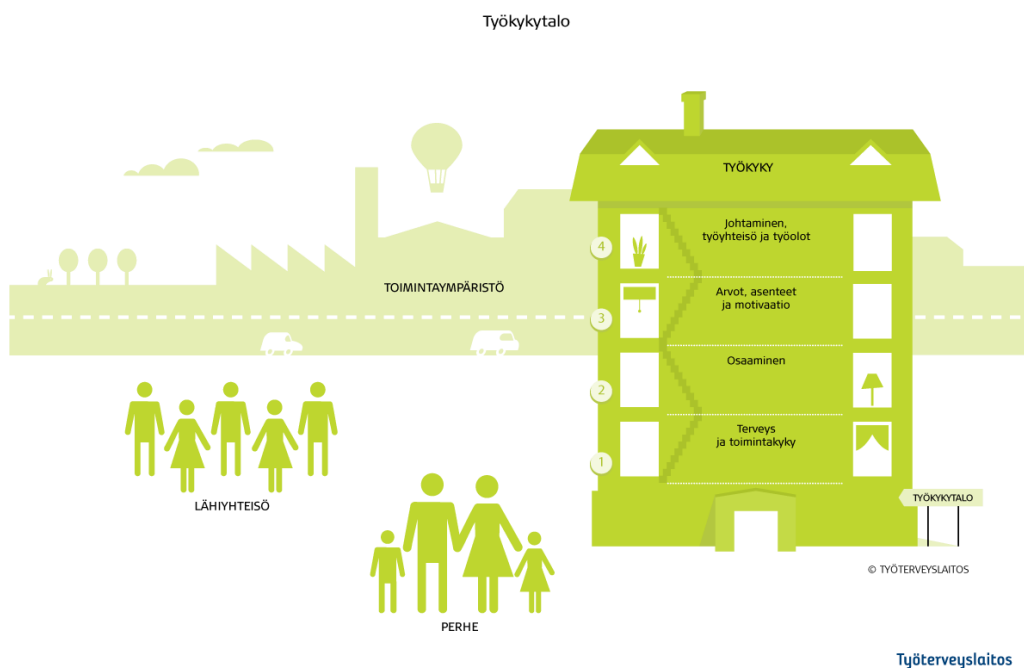 Työkykytalo
TYÖKYKY
4
Johtaminen,
työyhteisö ja työolot
TOIMINTAYMPÄRISTÖ
3
Arvot, asenteet
ja motivaatio
2
Osaaminen
1
Terveys
ja toimintakyky
LÄHIYHTEISÖ
TYÖKYKYTALO
© TYÖTERVEYSLAITOS
PERHE
Työterveyslaitos